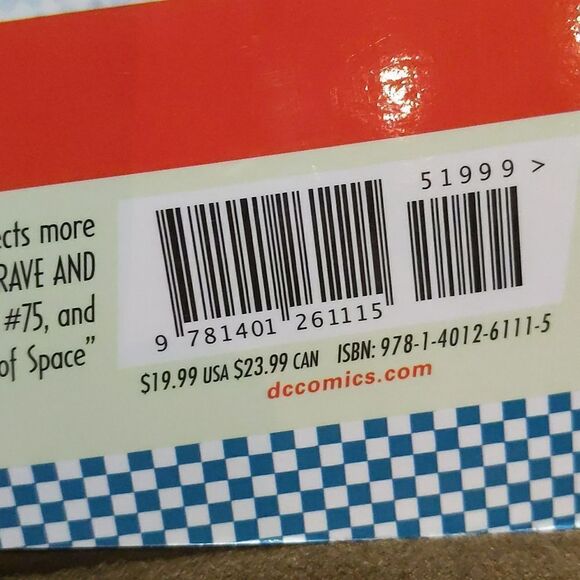 ects more
RAVE AND
#75, and
of Space”
51999 >
9 781401 261115
$19.99 USA $23.99 CAN ISBN: 978-1-4012-6111-5
dccomics.com